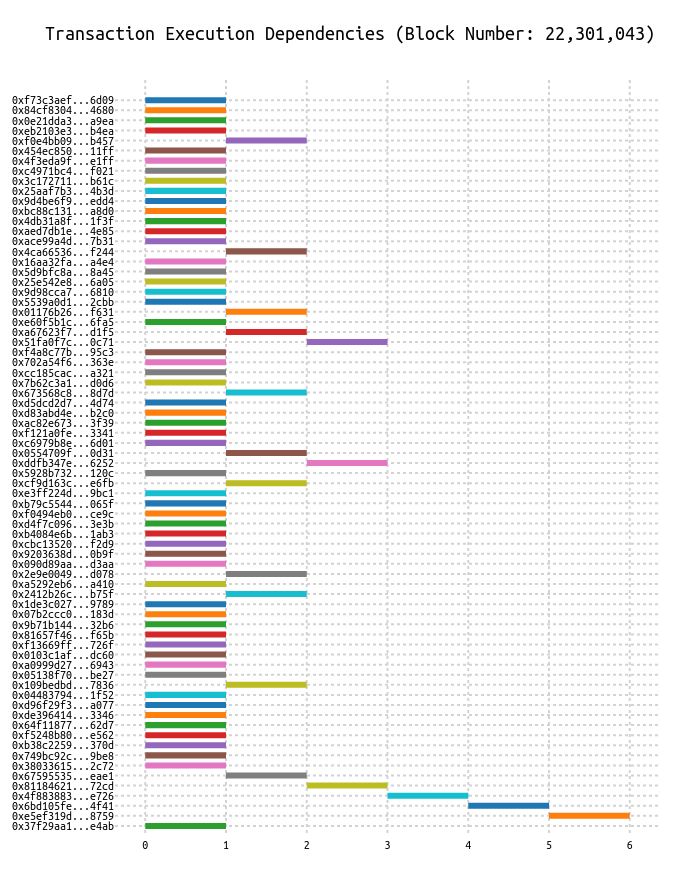 Transaction Execution Dependencies (Block Number: 22,301,043)
0xf73c3aef...6d09
0x84cf8304...4680
0x0e21dda3...a9ea
0xeb2103e3...b4ea
0xf0e4bb09...b457
0x454ec850...11ff
0x4f3eda9f...e1ff
0xc4971bc4...f021
0x3c172711...b61c
0x25aaf7b3...4b3d
0x9d4be6f9...edd4
0xbc88c131...a8d0
0x4db31a8f...1f3f
0xaed7db1e...4e85
0xace99a4d...7b31
0x4ca66536...f244
0x16aa32fa...a4e4
0x5d9bfc8a...8a45
0x25e542e8...6a05
0x9d98cca7...6810
0x5539a0d1...2cbb
0x01176b26...f631
0xe60f5b1c...6fa5
0xa67623f7...d1f5
0x51fa0f7c...0c71
0xf4a8c77b...95c3
0x702a54f6...363e
0xcc185cac...a321
0x7b62c3a1...d0d6
0x673568c8...8d7d
0xd5dcd2d7...4d74
0xd83abd4e...b2c0
0xac82e673...3f39
0xf121a0fe...3341
0xc6979b8e...6d01
0x0554709f...0d31
0xddfb347e...6252
0x5928b732...120c
0xcf9d163c...e6fb
0xe3ff224d...9bc1
0xb79c5544...065f
0xf0494eb0...ce9c
0xd4f7c096...3e3b
0xb4084e6b...1ab3
0xcbc13520...f2d9
0x9203638d...0b9f
0x090d89aa...d3aa
0x2e9e0049...d078
0xa5292eb6...a410
0x2412b26c...b75f
0x1de3c027...9789
0x07b2ccc0...183d
0x9b71b144...32b6
0x81657f46...f65b
0xf13669ff...726f
0x0103c1af...dc60
0xa0999d27...6943
0x05138f70...be27
0x109bedbd...7836
0x04483794...1f52
0xd96f29f3...a077
0xde396414...3346
0x64f11877...62d7
0xf5248b80...e562
0xb38c2259...370d
0x749bc92c...9be8
0x38033615...2c72
0x67595535...eae1
0x81184621...72cd
0x4f883883...e726
0x6bd105fe...4f41
0xe5ef319d...8759
0x37f29aa1...e4ab
0 1 2 3 4 5 6